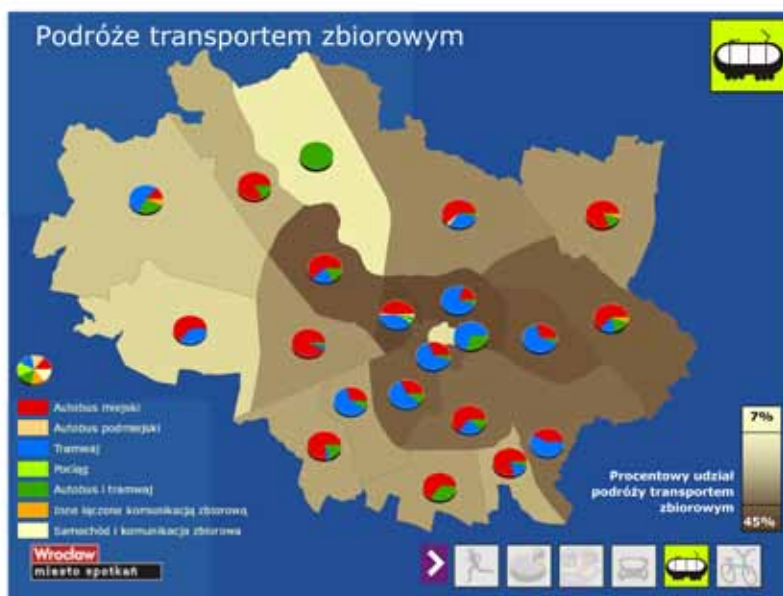 Podróże transportem zbiorowym
Autobus miejski
Autobus podmiejski
Tramwaj
Pociąg
Autobus i tramwaj
Inne łączone komunikacją zbiorową
Samochód i komunikacja zbiorowa
7%
Procentowy udział
podróży transportem
zbiorowym
45%
Wrocław
miasto spotkań